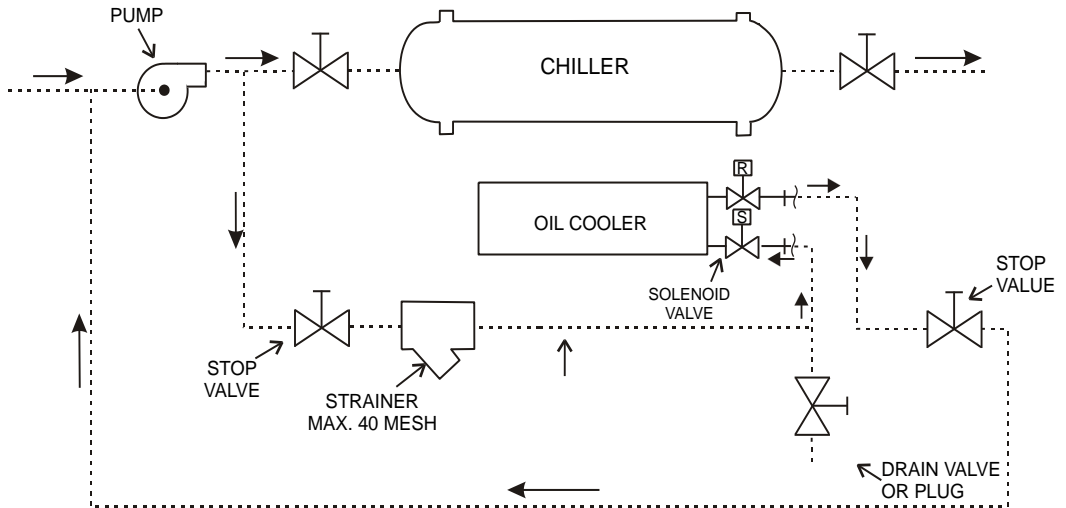 PUMP
CHILLER
R
OIL COOLER
S
SOLENOID
VALVE
STOP
VALUE
STOP
VALVE
STRAINER
MAX. 40 MESH
DRAIN VALVE
OR PLUG